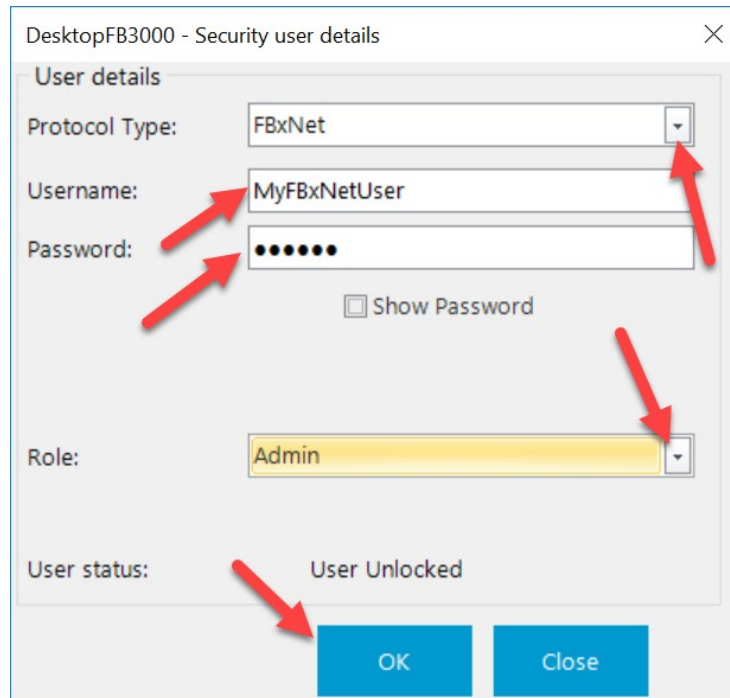 DesktopFB3000 - Security user details
User details
Protocol Type: FBxNet
Username: MyFBxNetUser
Password: ●●●●●●
Show Password
Role: Admin
User status: User Unlocked
OK Close